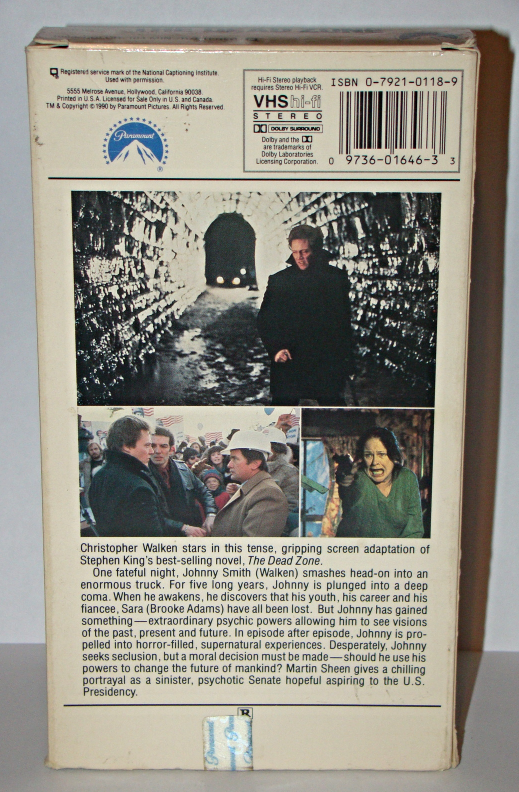 Registered service mark of the National Captioning Institute.
Used with permission.
5555 Melrose Avenue, Hollywood, California 90038.
Printed in U.S.A. Licensed for Sale Only in U.S. and Canada.
TM & Copyright © 1990 by Paramount Pictures. All Rights Reserved.
Paramount
®
Hi-Fi Stereo playback
requires Stereo Hi-Fi VCR.
VHS hi-fi
STEREO
DOLBY SURROUND
Dolby and the
are trademarks of
Dolby Laboratories
Licensing Corporation.
ISBN 0-7921-0118-9
0 9736-01646-3 3
Christopher Walken stars in this tense, gripping screen adaptation of
Stephen King's best-selling novel, The Dead Zone.
One fateful night, Johnny Smith (Walken) smashes head-on into an
enormous truck. For five long years, Johnny is plunged into a deep
coma. When he awakes, he discovers that his youth, his career and his
fiancee, Sara (Brooke Adams) have all been lost. But Johnny has gained
something—extraordinary psychic powers allowing him to see visions
of the past, present and future. In episode after episode, Johnny is pro-
pelled into horror-filled, supernatural experiences. Desperately, Johnny
seeks seclusion, but a moral decision must be made—should he use his
powers to change the future of mankind? Martin Sheen gives a chilling
portrayal as a sinister, psychotic Senate hopeful aspiring to the U.S.
Presidency.
R
Paramount